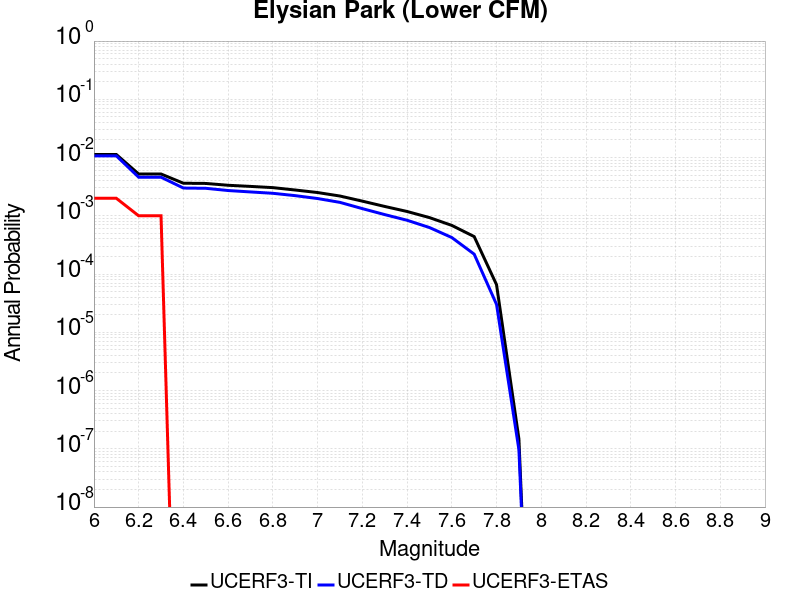 Elysian Park (Lower CFM)
10^0
10^-1
10^-2
10^-3
10^-4
10^-5
10^-6
10^-7
10^-8
Annual Probability
6 6.2 6.4 6.6 6.8 7 7.2 7.4 7.6 7.8 8 8.2 8.4 8.6 8.8 9
Magnitude
UCERF3-TI UCERF3-TD UCERF3-ETAS